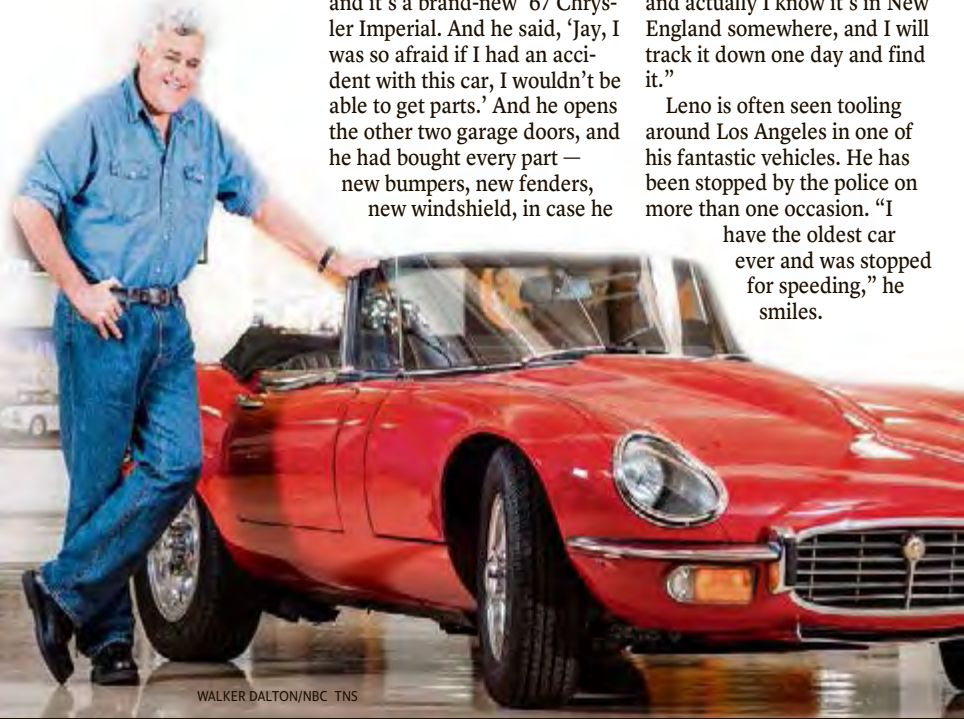 and it's a brand-new '67 Chrys-
ler Imperial. And he said, ‘Jay, I
was so afraid if I had an acci-
dent with this car, I wouldn’t be
able to get parts.’ And he opens
the other two garage doors, and
he had bought every part —
new bumpers, new fenders,
new windshield, in case he
and actually I know it’s in New
England somewhere, and I will
track it down one day and find
it.”
Leno is often seen tooling
around Los Angeles in one of
his fantastic vehicles. He has
been stopped by the police on
more than one occasion. “I
have the oldest car
ever and was stopped
for speeding,” he
smiles.
WALKER DALTON/NBC TNS